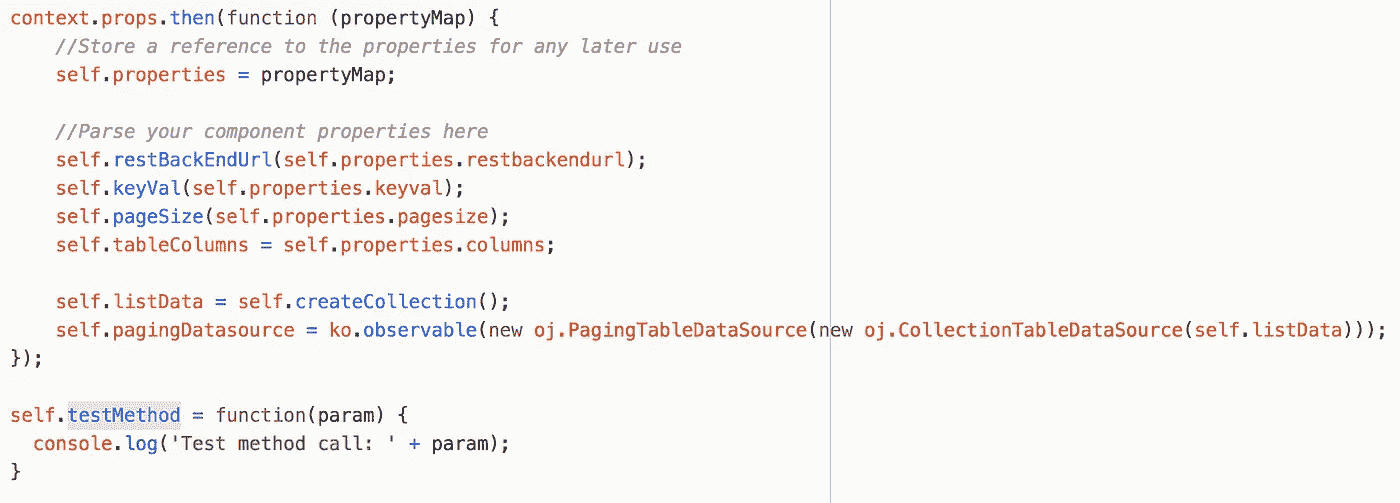 context.props.then(function (propertyMap) {
    //Store a reference to the properties for any later use
    self.properties = propertyMap;

    //Parse your component properties here
    self.restBackEndUrl(self.properties.restbackendurl);
    self.keyVal(self.properties.keyval);
    self.pageSize(self.properties.pagesize);
    self.tableColumns = self.properties.columns;

    self.listData = self.createCollection();
    self.pagingDatasource = ko.observable(new oj.PagingTableDataSource(new oj.CollectionTableDataSource(self.listData)));
});

self.testMethod = function(param) {
  console.log('Test method call: ' + param);
}